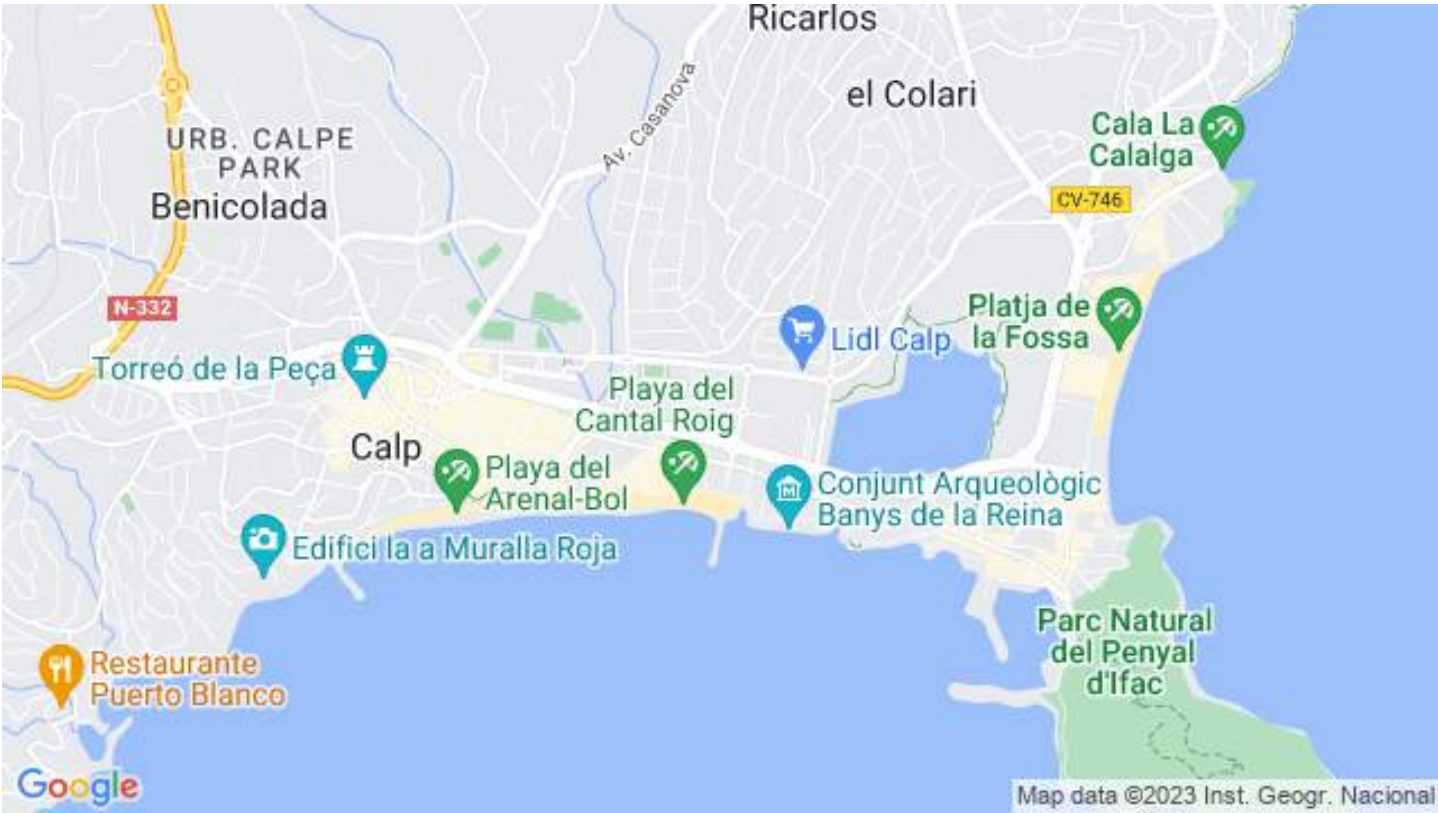 Ricarlos
el Colari
Av. Casanova
Cala La
Calalga
URB. CALPE
PARK
Benicolada
CV-746
N-332
Platja de
la Fossa
Lidl Calp
Torreó de la Peça
Playa del
Cantal Roig
Calp
Playa del
Arenal-Bol
Conjunt Arqueològic
Banys de la Reina
Edifici la a Muralla Roja
Parc Natural
del Penyal
d'Ifac
Restaurante
Puerto Blanco
Google
Map data ©2023 Inst. Geogr. Nacional